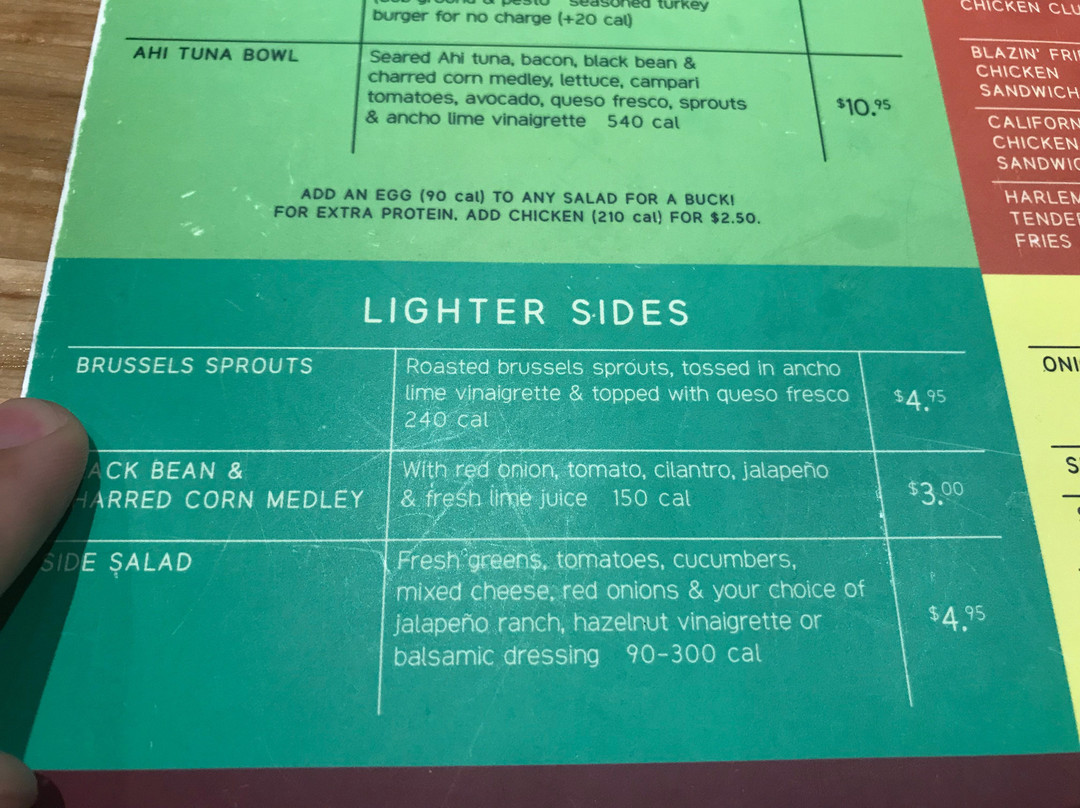 seasoned turkey
burger for no charge (+20 cal)
AHI TUNA BOWL
Seared Ahi tuna, bacon, black bean &
charred corn medley, lettuce, campari
tomatoes, avocado, queso fresco, sprouts
& ancho lime vinaigrette 540 cal
$10.95
ADD AN EGG (90 cal) TO ANY SALAD FOR A BUCK!
FOR EXTRA PROTEIN, ADD CHICKEN (210 cal) FOR $2.50.
LIGHTER SIDES
BRUSSELS SPROUTS
Roasted brussels sprouts, tossed in ancho
lime vinaigrette & topped with queso fresco
240 cal
$4.95
ACK BEAN &
HARRED CORN MEDLEY
With red onion, tomato, cilantro, jalapeño
& fresh lime juice 150 cal
$3.00
SIDE SALAD
Fresh greens, tomatoes, cucumbers,
mixed cheese, red onions & your choice of
jalapeño ranch, hazelnut vinaigrette or
balsamic dressing 90-300 cal
$4.95
CHICKEN CLU
BLAZIN' FRI
CHICKEN
SANDWICH
CALIFORN
CHICKEN
SANDWIC
HARLEM
TENDE
FRIES
ONI
S